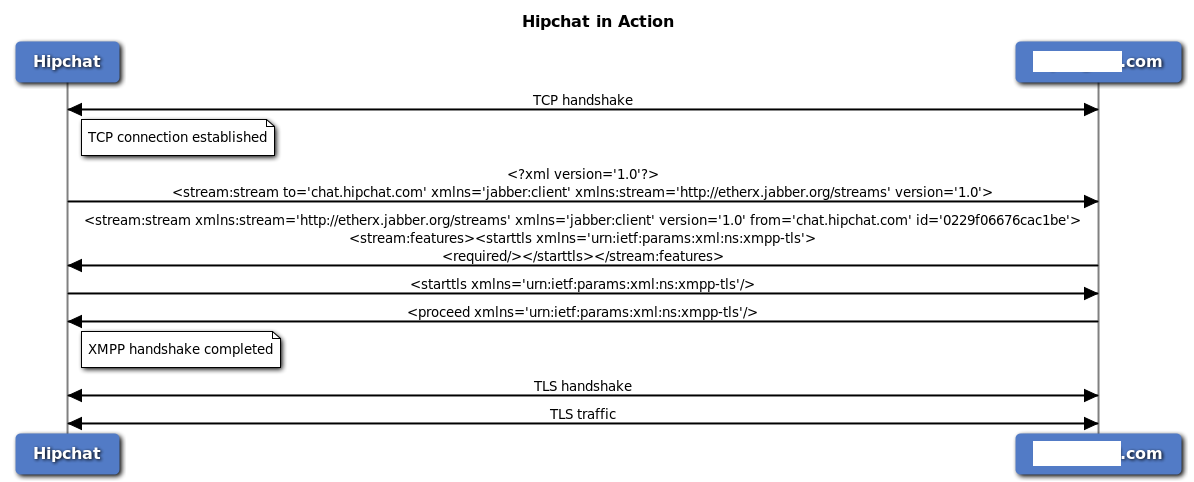 Hipchat in Action
Hipchat .com
TCP handshake
TCP connection established
<?xml version='1.0'?>
<stream:stream to='chat.hipchat.com' xmlns='jabber:client' xmlns:stream='http://etherx.jabber.org/streams' version='1.0'>
<stream:stream xmlns:stream='http://etherx.jabber.org/streams' xmlns='jabber:client' version='1.0' from='chat.hipchat.com' id='0229f06676cac1be'>
<stream:features><starttls xmlns='urn:ietf:params:xml:ns:xmpp-tls'>
<required/></starttls></stream:features>
<starttls xmlns='urn:ietf:params:xml:ns:xmpp-tls'/>
<proceed xmlns='urn:ietf:params:xml:ns:xmpp-tls'/>
XMPP handshake completed
TLS handshake
TLS traffic
Hipchat .com